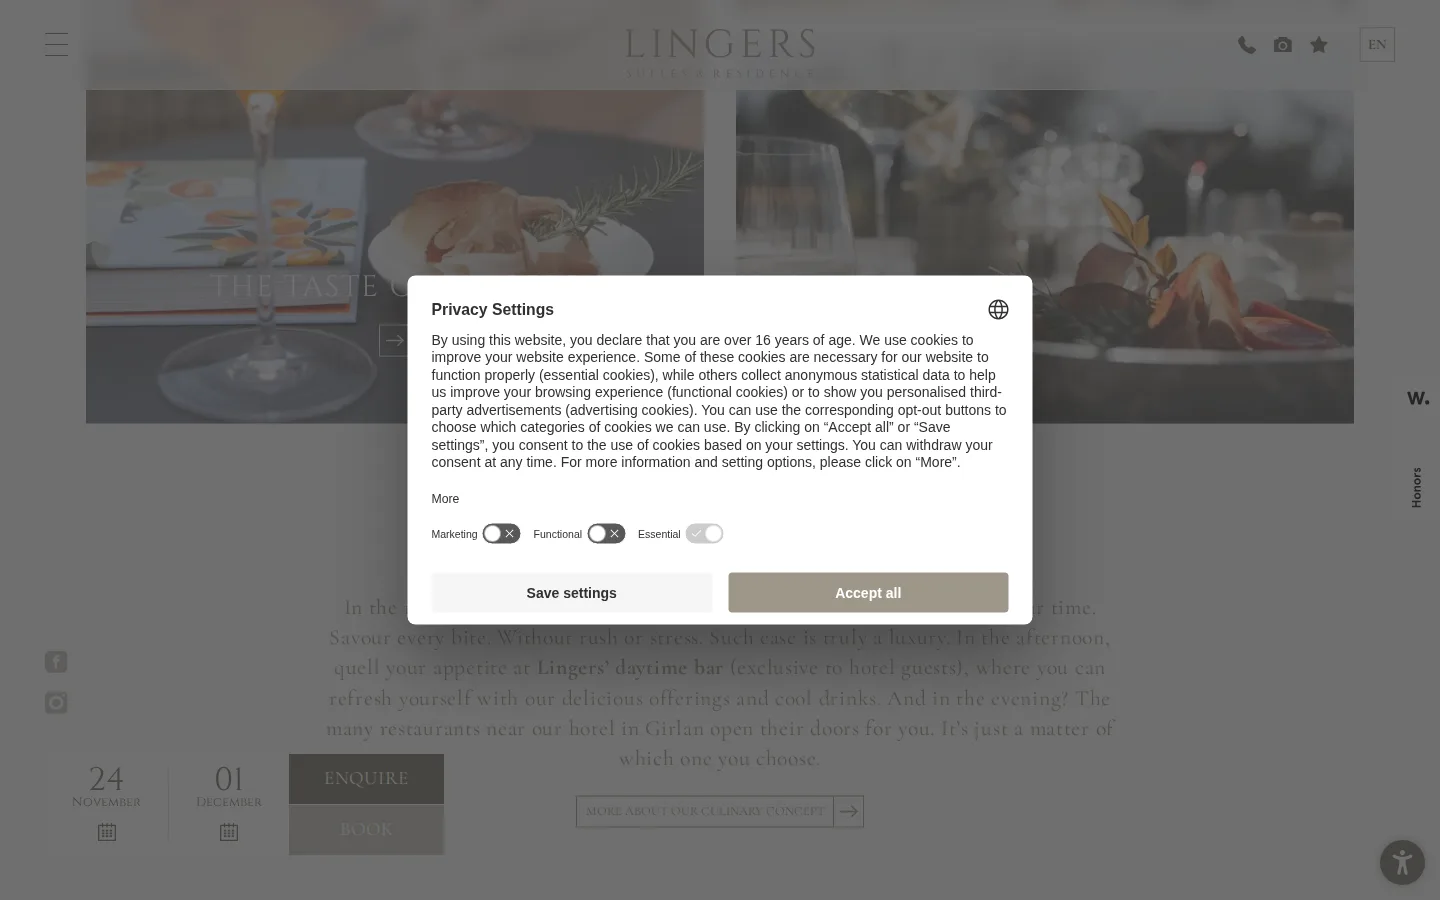 LINGERS
SUITES & RESIDENCE
EN
THE TASTE
Privacy Settings
By using this website, you declare that you are over 16 years of age. We use cookies to
improve your website experience. Some of these cookies are necessary for our website to
function properly (essential cookies), while others collect anonymous statistical data to help
us improve your browsing experience (functional cookies) or to show you personalised third-
party advertisements (advertising cookies). You can use the corresponding opt-out buttons to
choose which categories of cookies we can use. By clicking on “Accept all” or “Save
settings”, you consent to the use of cookies based on your settings. You can withdraw your
consent at any time. For more information and setting options, please click on “More”.
More
Marketing Functional Essential
Save settings Accept all
W.
Honors
In the time.
Savour every bite. Without rush or stress. Such ease is truly a luxury. In the afternoon,
quell your appetite at Lingers’ daytime bar (exclusive to hotel guests), where you can
refresh yourself with our delicious offerings and cool drinks. And in the evening? The
many restaurants near our hotel in Girlan open their doors for you. It’s just a matter of
which one you choose.
MORE ABOUT OUR CULINARY CONCEPT
24
NOVEMBER
01
DECEMBER
ENQUIRE
BOOK